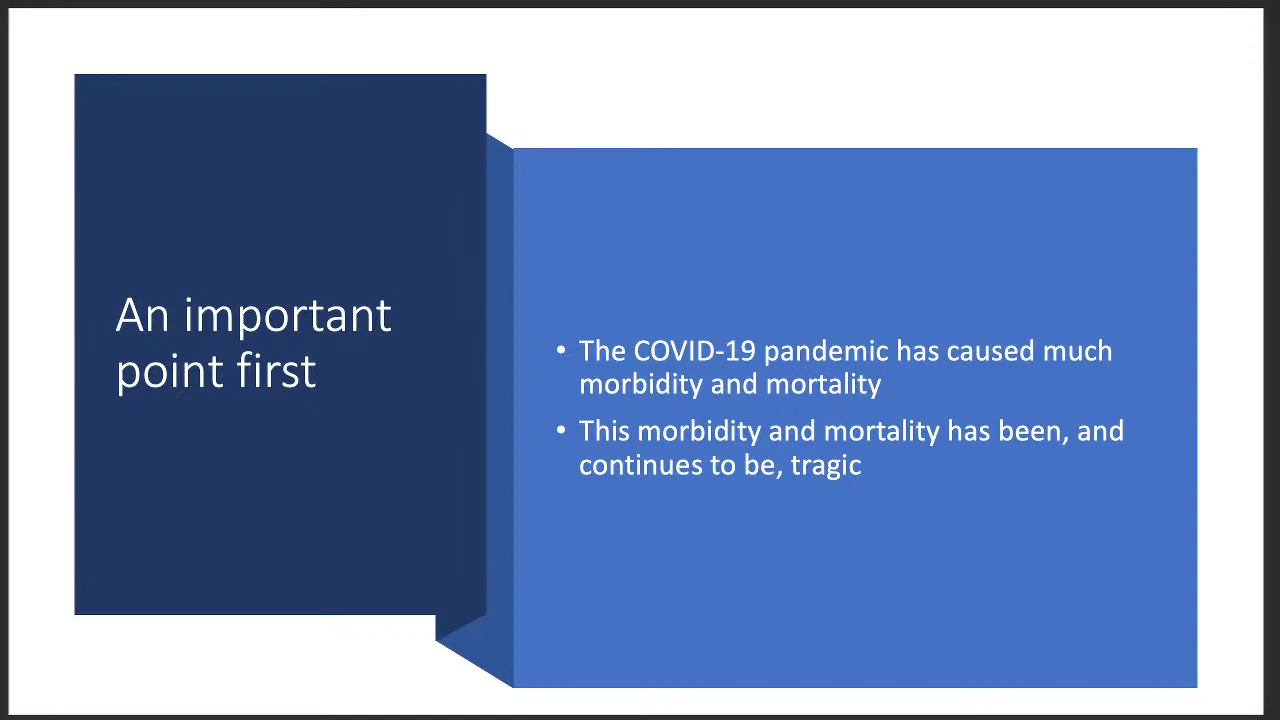 An important
point first
• The COVID-19 pandemic has caused much
morbidity and mortality
• This morbidity and mortality has been, and
continues to be, tragic